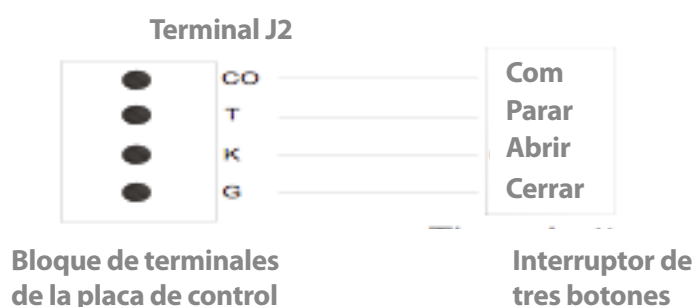 Terminal J2
CO Com
T Parar
K Abrir
G Cerrar
Bloque de terminales
de la placa de control
Interruptor de
tres botones